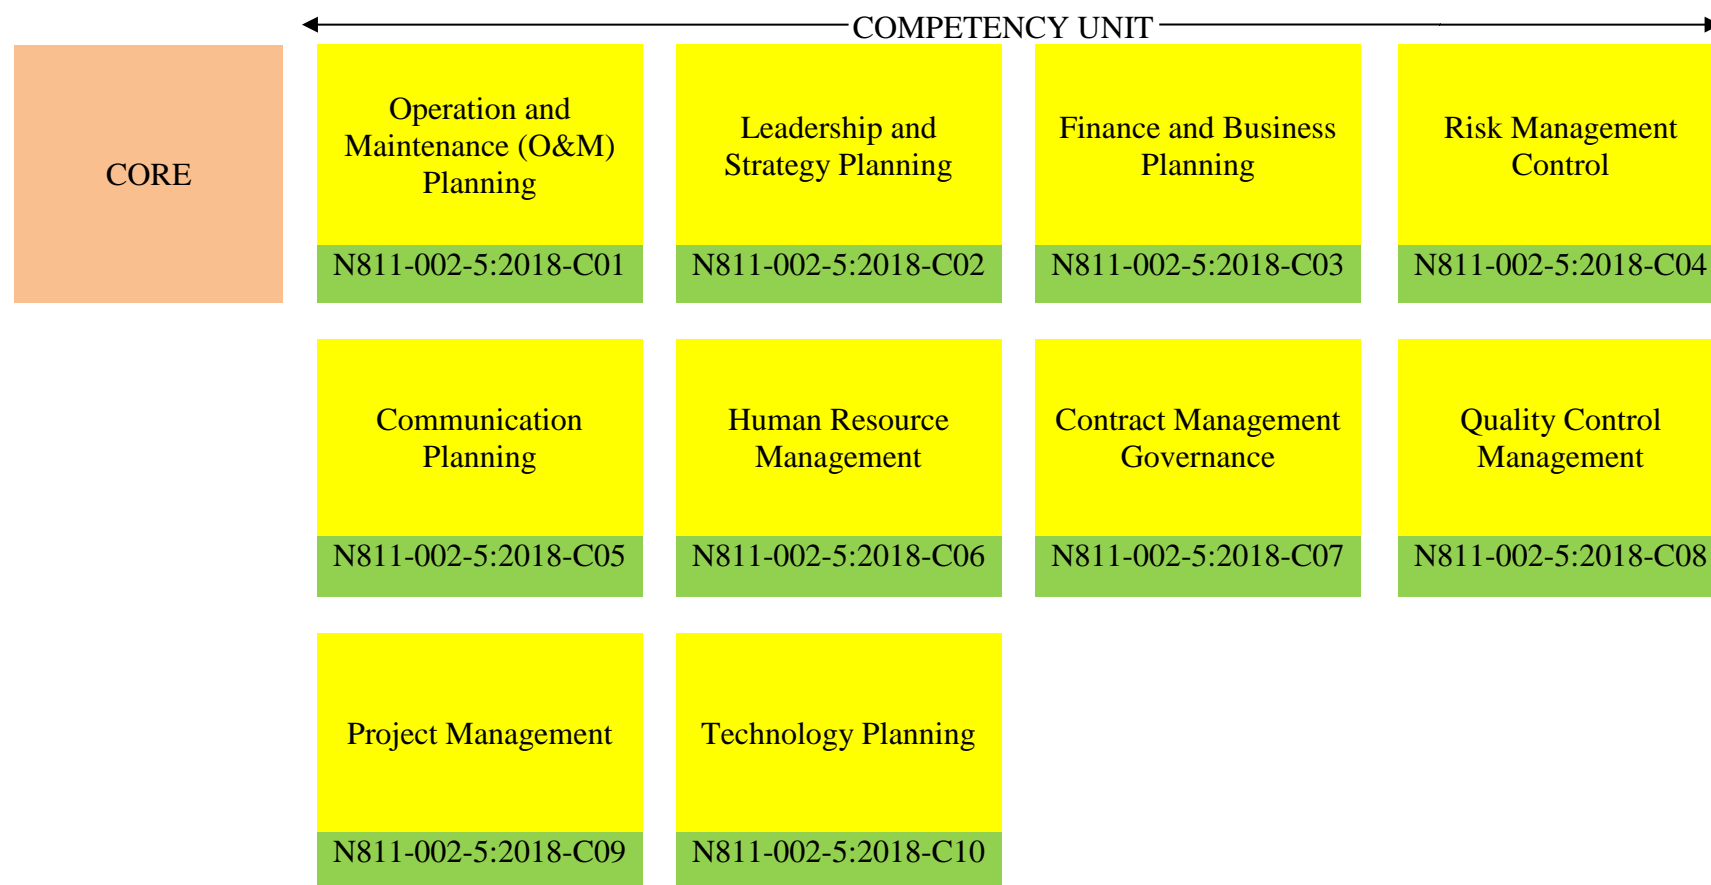 COMPETENCY UNIT
CORE
Operation and
Maintenance (O&M)
Planning
N811-002-5:2018-C01
Leadership and
Strategy Planning
N811-002-5:2018-C02
Finance and Business
Planning
N811-002-5:2018-C03
Risk Management
Control
N811-002-5:2018-C04
Communication
Planning
N811-002-5:2018-C05
Human Resource
Management
N811-002-5:2018-C06
Contract Management
Governance
N811-002-5:2018-C07
Quality Control
Management
N811-002-5:2018-C08
Project Management
N811-002-5:2018-C09
Technology Planning
N811-002-5:2018-C10